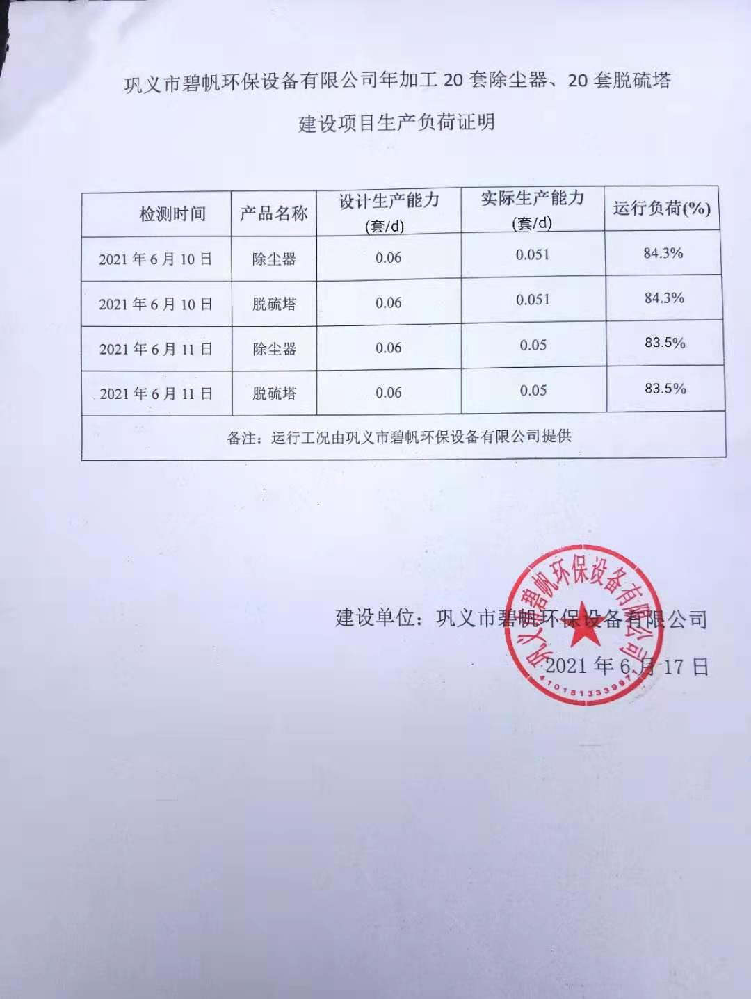 巩义市碧帆环保设备有限公司年加工 20 套除尘器、20 套脱硫塔
建设项目生产负荷证明
检测时间 产品名称 设计生产能力(套/d) 实际生产能力(套/d) 运行负荷(%)
2021 年 6 月 10 日 除尘器 0.06 0.051 84.3%
2021 年 6 月 10 日 脱硫塔 0.06 0.051 84.3%
2021 年 6 月 11 日 除尘器 0.06 0.05 83.5%
2021 年 6 月 11 日 脱硫塔 0.06 0.05 83.5%
备注：运行工况由巩义市碧帆环保设备有限公司提供
建设单位：巩义市碧帆环保设备有限公司
2021 年 6 月 17 日
巩义市碧帆环保设备有限公司
4101813339971